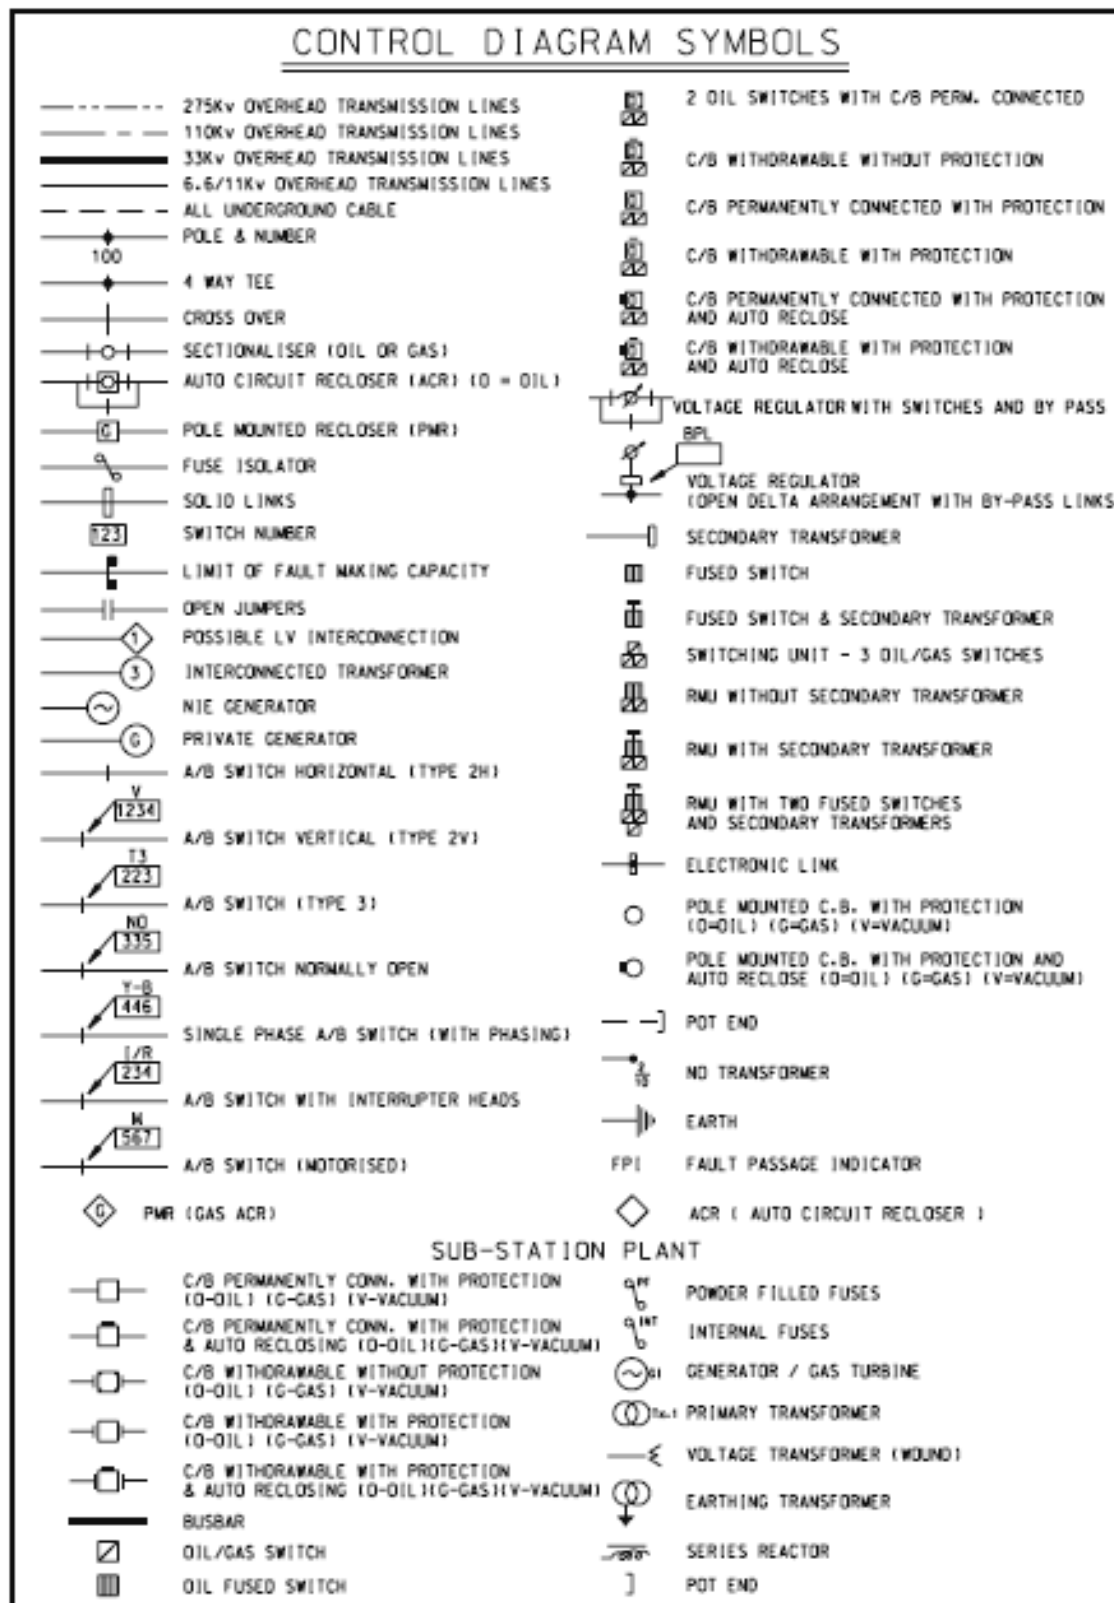 CONTROL DIAGRAM SYMBOLS
275Kv OVERHEAD TRANSMISSION LINES
110Kv OVERHEAD TRANSMISSION LINES
33Kv OVERHEAD TRANSMISSION LINES
6.6/11Kv OVERHEAD TRANSMISSION LINES
ALL UNDERGROUND CABLE
POLE & NUMBER
100
4 WAY TEE
CROSS OVER
SECTIONALISER (OIL OR GAS)
AUTO CIRCUIT RECLOSER (ACR) (O = OIL)
G
POLE MOUNTED RECLOSER (PMR)
FUSE ISOLATOR
SOLID LINKS
123
SWITCH NUMBER
LIMIT OF FAULT MAKING CAPACITY
OPEN JUMPERS
1
POSSIBLE LV INTERCONNECTION
3
INTERCONNECTED TRANSFORMER
NIE GENERATOR
G
PRIVATE GENERATOR
A/B SWITCH HORIZONTAL (TYPE 2H)
V
1234
A/B SWITCH VERTICAL (TYPE 2V)
T3
223
A/B SWITCH (TYPE 3)
NO
335
A/B SWITCH NORMALLY OPEN
Y-B
446
SINGLE PHASE A/B SWITCH (WITH PHASING)
I/R
234
A/B SWITCH WITH INTERRUPTER HEADS
M
567
A/B SWITCH (MOTORISED)
G
PMR (GAS ACR)
2 OIL SWITCHES WITH C/B PERM. CONNECTED
C/B WITHDRAWABLE WITHOUT PROTECTION
C/B PERMANENTLY CONNECTED WITH PROTECTION
C/B WITHDRAWABLE WITH PROTECTION
C/B PERMANENTLY CONNECTED WITH PROTECTION
AND AUTO RECLOSE
C/B WITHDRAWABLE WITH PROTECTION
AND AUTO RECLOSE
VOLTAGE REGULATOR WITH SWITCHES AND BY PASS
BPL
VOLTAGE REGULATOR
(OPEN DELTA ARRANGEMENT WITH BY-PASS LINKS
SECONDARY TRANSFORMER
FUSED SWITCH
FUSED SWITCH & SECONDARY TRANSFORMER
SWITCHING UNIT - 3 OIL/GAS SWITCHES
RMU WITHOUT SECONDARY TRANSFORMER
RMU WITH SECONDARY TRANSFORMER
RMU WITH TWO FUSED SWITCHES
AND SECONDARY TRANSFORMERS
ELECTRONIC LINK
POLE MOUNTED C.B. WITH PROTECTION
(O=OIL) (G=GAS) (V=VACUUM)
POLE MOUNTED C.B. WITH PROTECTION AND
AUTO RECLOSE (O=OIL) (G=GAS) (V=VACUUM)
POT END
NO TRANSFORMER
EARTH
FPI
FAULT PASSAGE INDICATOR
ACR ( AUTO CIRCUIT RECLOSER )
SUB-STATION PLANT
C/B PERMANENTLY CONN. WITH PROTECTION
(O-OIL) (G-GAS) (V-VACUUM)
C/B PERMANENTLY CONN. WITH PROTECTION
& AUTO RECLOSING (O-OIL)(G-GAS)(V-VACUUM)
C/B WITHDRAWABLE WITHOUT PROTECTION
(O-OIL) (G-GAS) (V-VACUUM)
C/B WITHDRAWABLE WITH PROTECTION
(O-OIL) (G-GAS) (V-VACUUM)
C/B WITHDRAWABLE WITH PROTECTION
& AUTO RECLOSING (O-OIL)(G-GAS)(V-VACUUM)
BUSBAR
OIL/GAS SWITCH
OIL FUSED SWITCH
PF
POWDER FILLED FUSES
INT
INTERNAL FUSES
G1
GENERATOR / GAS TURBINE
Tx.1
PRIMARY TRANSFORMER
VOLTAGE TRANSFORMER (WOUND)
EARTHING TRANSFORMER
SERIES REACTOR
POT END